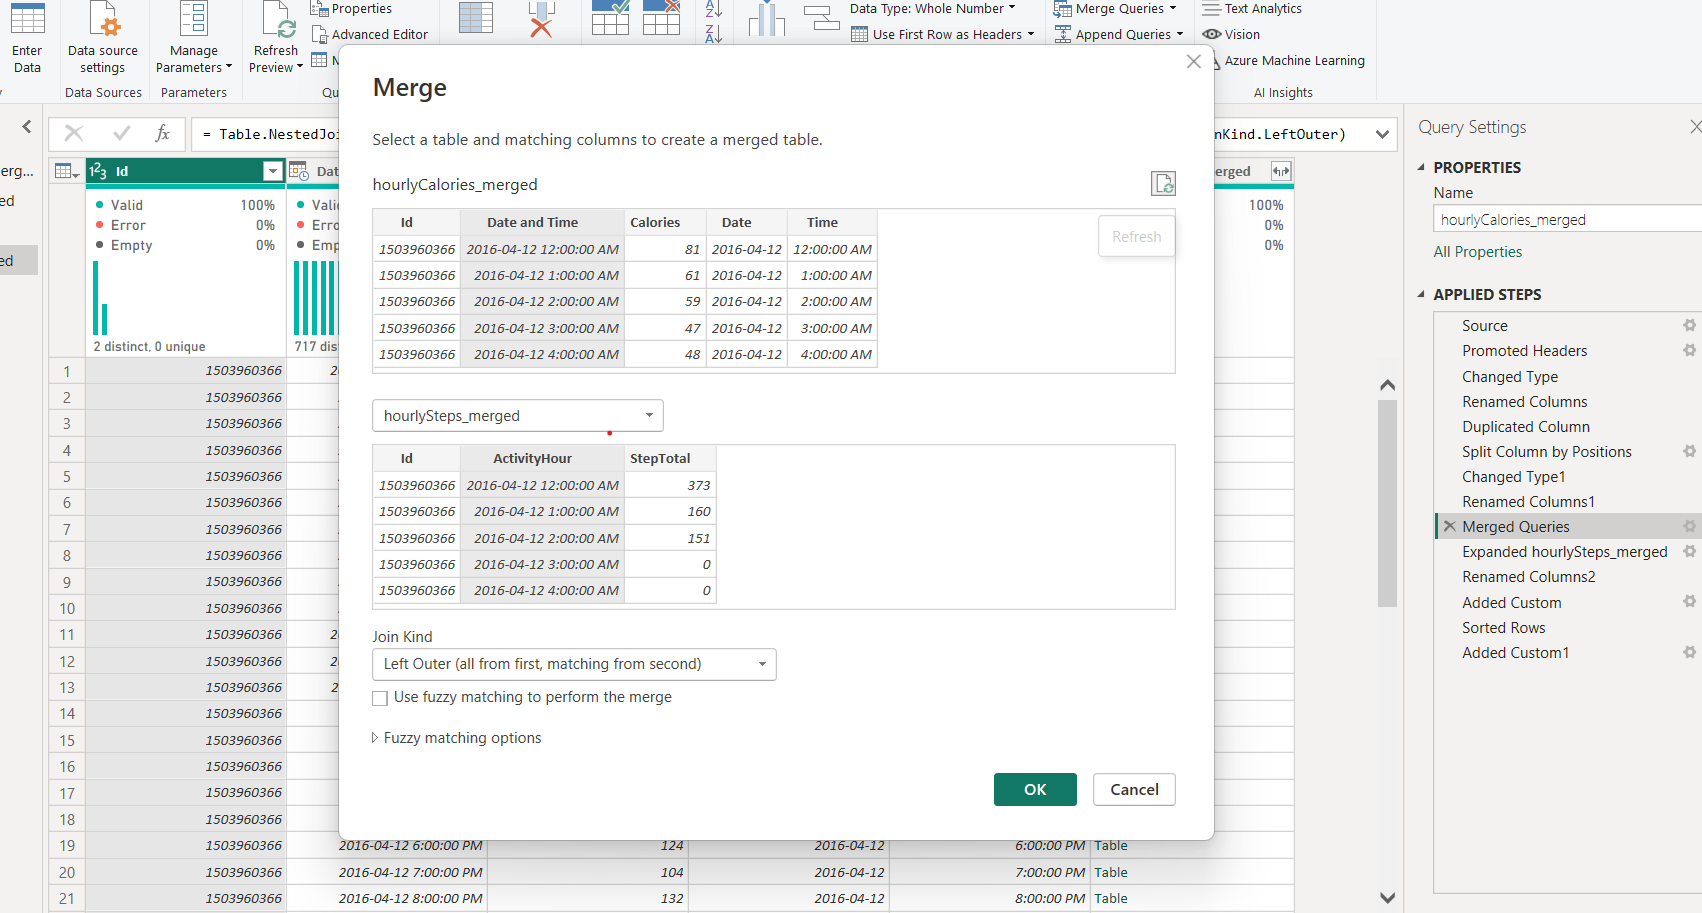 Enter
Data
Data source
settings
Data Sources
Manage
Parameters
Parameters
Refresh
Preview
Properties
Advanced Editor
Data Type: Whole Number
Use First Row as Headers
Merge Queries
Append Queries
Text Analytics
Vision
Azure Machine Learning
AI Insights
fx
= Table.NestedJoi
nKind.LeftOuter)
erg...
ed
ed
1 2 3 Id
Valid 100%
Error 0%
Empty 0%
2 distinct, 0 unique
717 dis
erged
100%
0%
0%
Merge
Select a table and matching columns to create a merged table.
hourlyCalories_merged
Refresh
Id Date and Time Calories Date Time
1503960366 2016-04-12 12:00:00 AM 81 2016-04-12 12:00:00 AM
1503960366 2016-04-12 1:00:00 AM 61 2016-04-12 1:00:00 AM
1503960366 2016-04-12 2:00:00 AM 59 2016-04-12 2:00:00 AM
1503960366 2016-04-12 3:00:00 AM 47 2016-04-12 3:00:00 AM
1503960366 2016-04-12 4:00:00 AM 48 2016-04-12 4:00:00 AM
hourlySteps_merged
Id ActivityHour StepTotal
1503960366 2016-04-12 12:00:00 AM 373
1503960366 2016-04-12 1:00:00 AM 160
1503960366 2016-04-12 2:00:00 AM 151
1503960366 2016-04-12 3:00:00 AM 0
1503960366 2016-04-12 4:00:00 AM 0
Join Kind
Left Outer (all from first, matching from second)
Use fuzzy matching to perform the merge
Fuzzy matching options
OK Cancel
1 1503960366
2 1503960366
3 1503960366
4 1503960366
5 1503960366
6 1503960366
7 1503960366
8 1503960366
9 1503960366
10 1503960366
11 1503960366
12 1503960366
13 1503960366
14 1503960366
15 1503960366
16 1503960366
17 1503960366
18 1503960366
19 1503960366 2016-04-12 6:00:00 PM 124 2016-04-12 6:00:00 PM Table
20 1503960366 2016-04-12 7:00:00 PM 104 2016-04-12 7:00:00 PM Table
21 1503960366 2016-04-12 8:00:00 PM 132 2016-04-12 8:00:00 PM Table
Query Settings
PROPERTIES
Name
hourlyCalories_merged
All Properties
APPLIED STEPS
Source
Promoted Headers
Changed Type
Renamed Columns
Duplicated Column
Split Column by Positions
Changed Type1
Renamed Columns1
Merged Queries
Expanded hourlySteps_merged
Renamed Columns2
Added Custom
Sorted Rows
Added Custom1